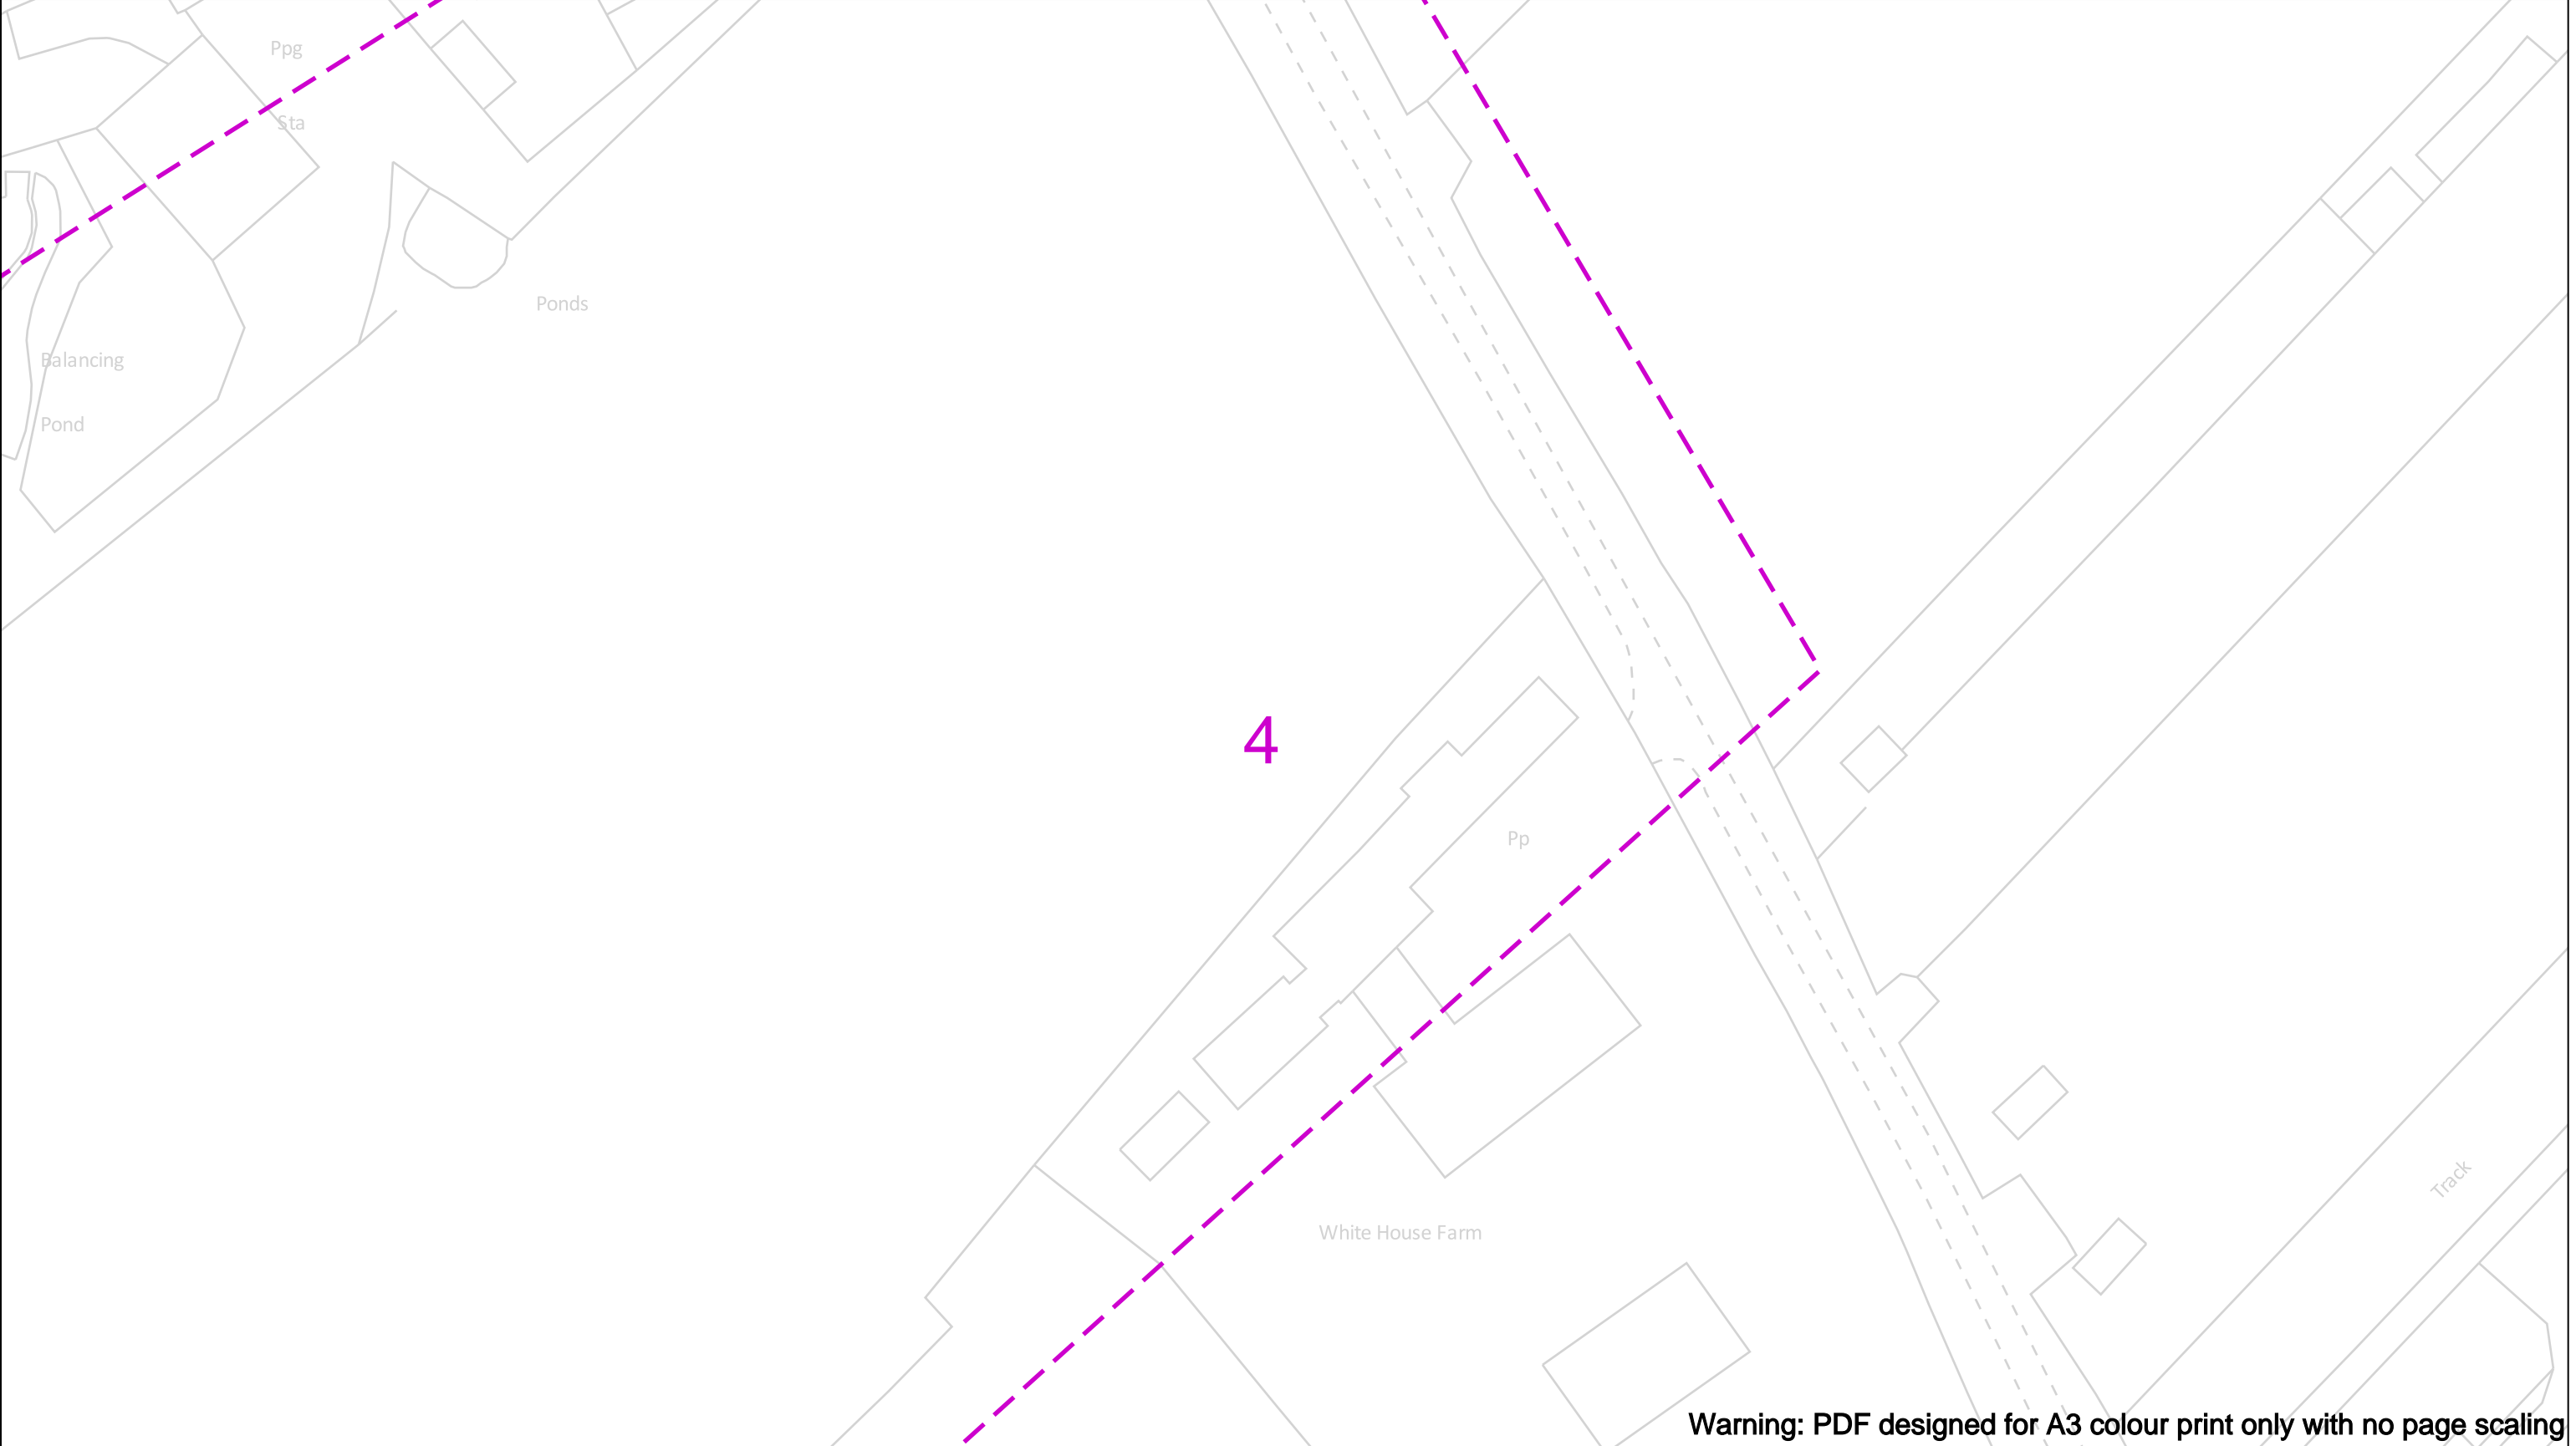 Ppg
Sta
Ponds
Balancing
Pond
4
Pp
Track
White House Farm
Warning: PDF designed for A3 colour print only with no page scaling